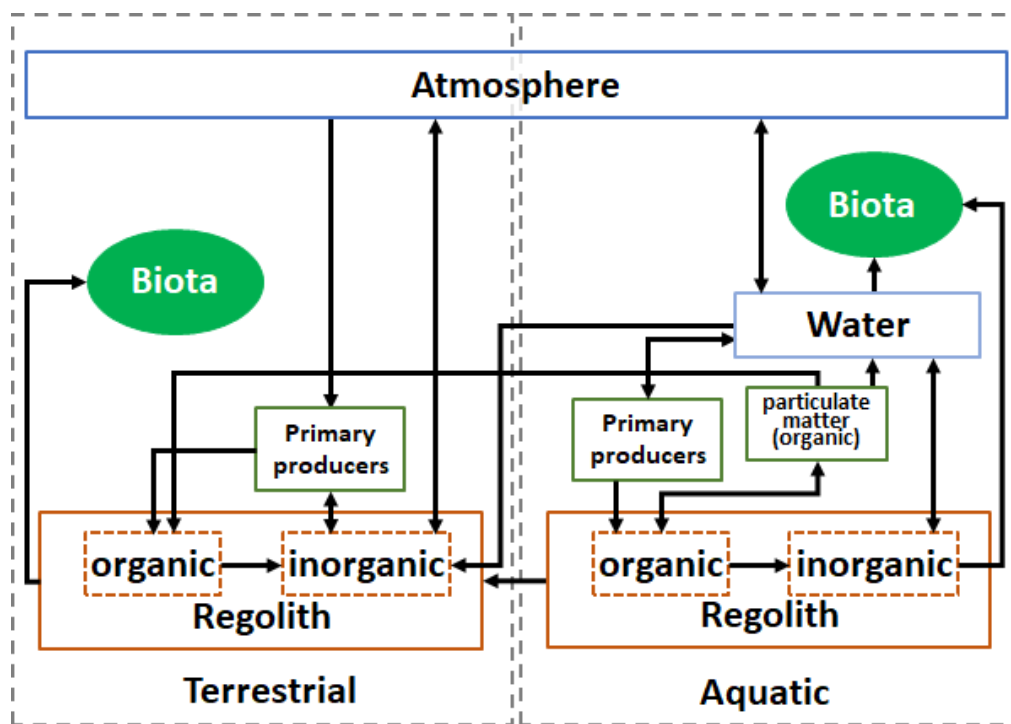 Atmosphere
Biota
Biota
Water
Primary
producers
Primary
producers
particulate
matter
(organic)
organic
inorganic
Regolith
organic
inorganic
Regolith
Terrestrial
Aquatic